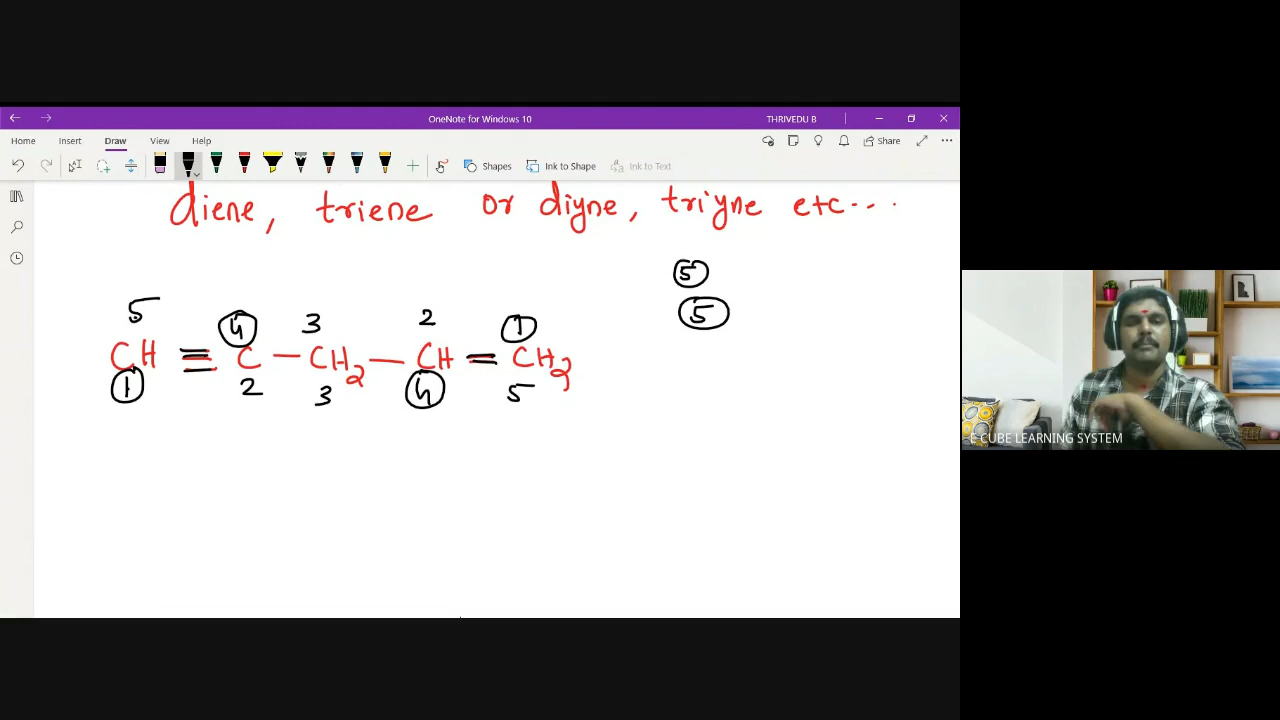 OneNote for Windows 10
THRIVEDU B
Home Insert Draw View Help
Share
Shapes Ink to Shape Ink to Text
diene, triene or diyne, triyne etc...
5
5
5 4 3 2 1
CH ≡ C — CH2 — CH = CH2
1 2 3 4 5
E CUBE LEARNING SYSTEM